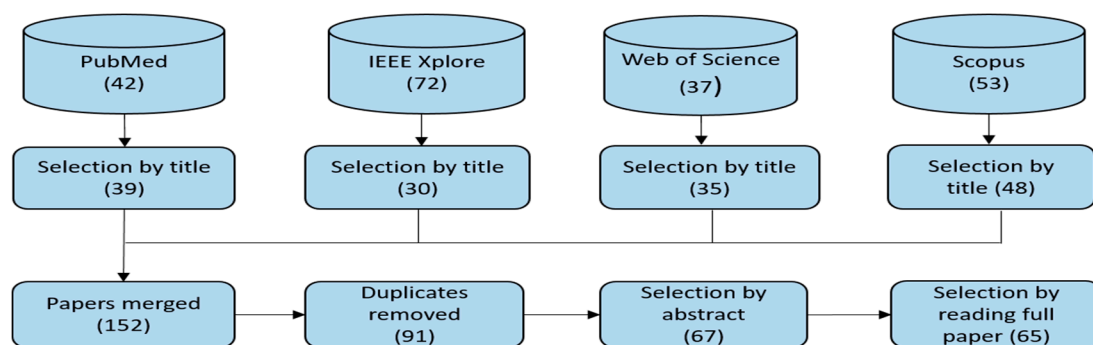 PubMed
(42)
IEEE Xplore
(72)
Web of Science
(37)
Scopus
(53)
Selection by title
(39)
Selection by title
(30)
Selection by title
(35)
Selection by
title (48)
Papers merged
(152)
Duplicates
removed
(91)
Selection by
abstract
(67)
Selection by
reading full
paper (65)